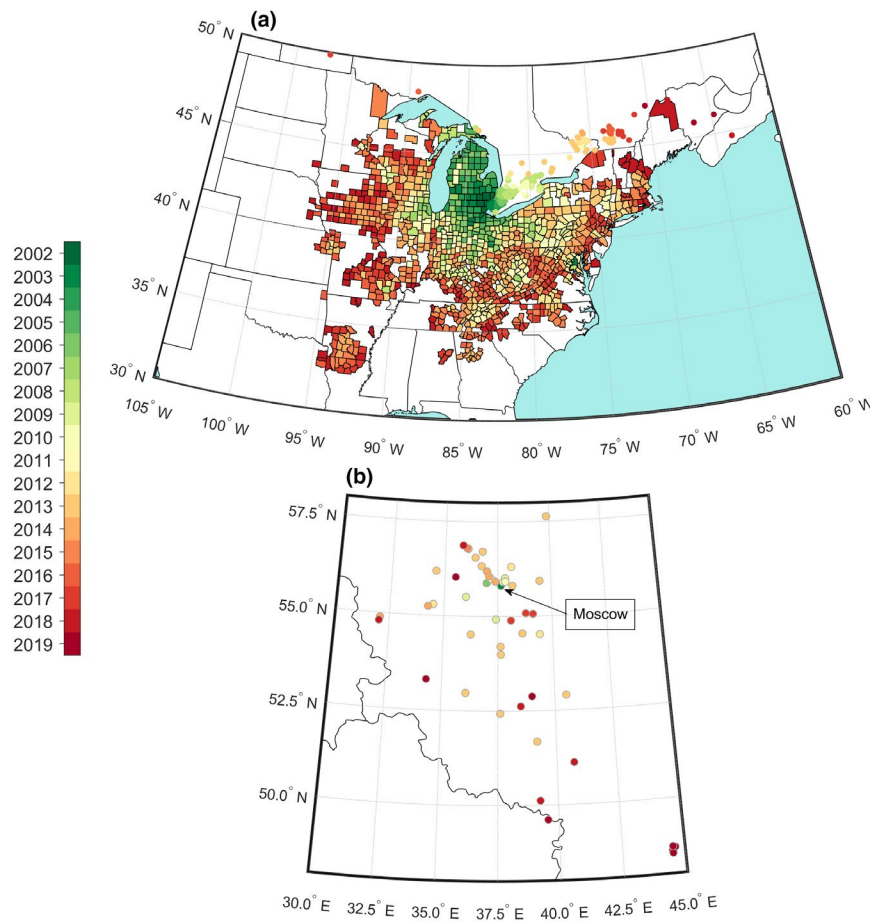 (a)
50° N
45° N
40° N
35° N
30° N
105° W
100° W
95° W
90° W
85° W
80° W
75° W
70° W
65° W
60° W
2002
2003
2004
2005
2006
2007
2008
2009
2010
2011
2012
2013
2014
2015
2016
2017
2018
2019
(b)
57.5° N
55.0° N
52.5° N
50.0° N
Moscow
30.0° E
35.0° E
37.5° E
40.0° E
42.5° E
45.0° E